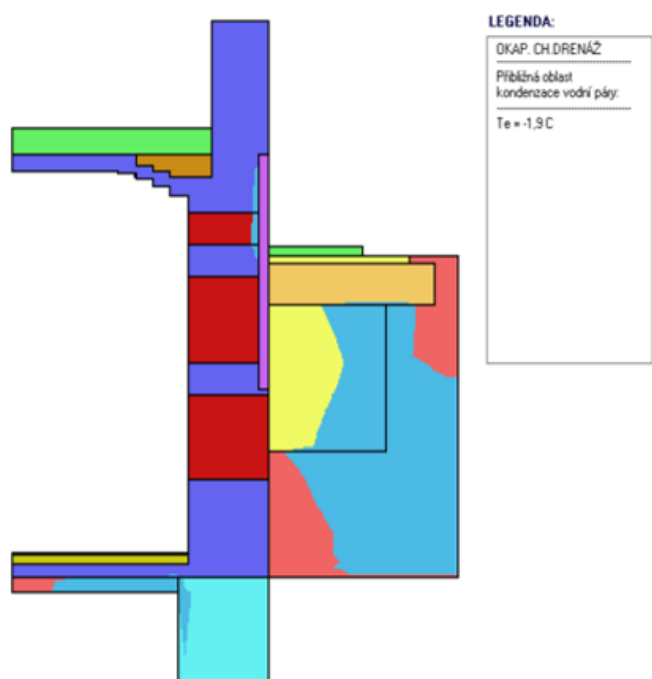 LEGENDA:
OKAP. CH.DRENÁŽ
Přibližná oblast
kondenzace vodní páry:
Te = -1,9 C